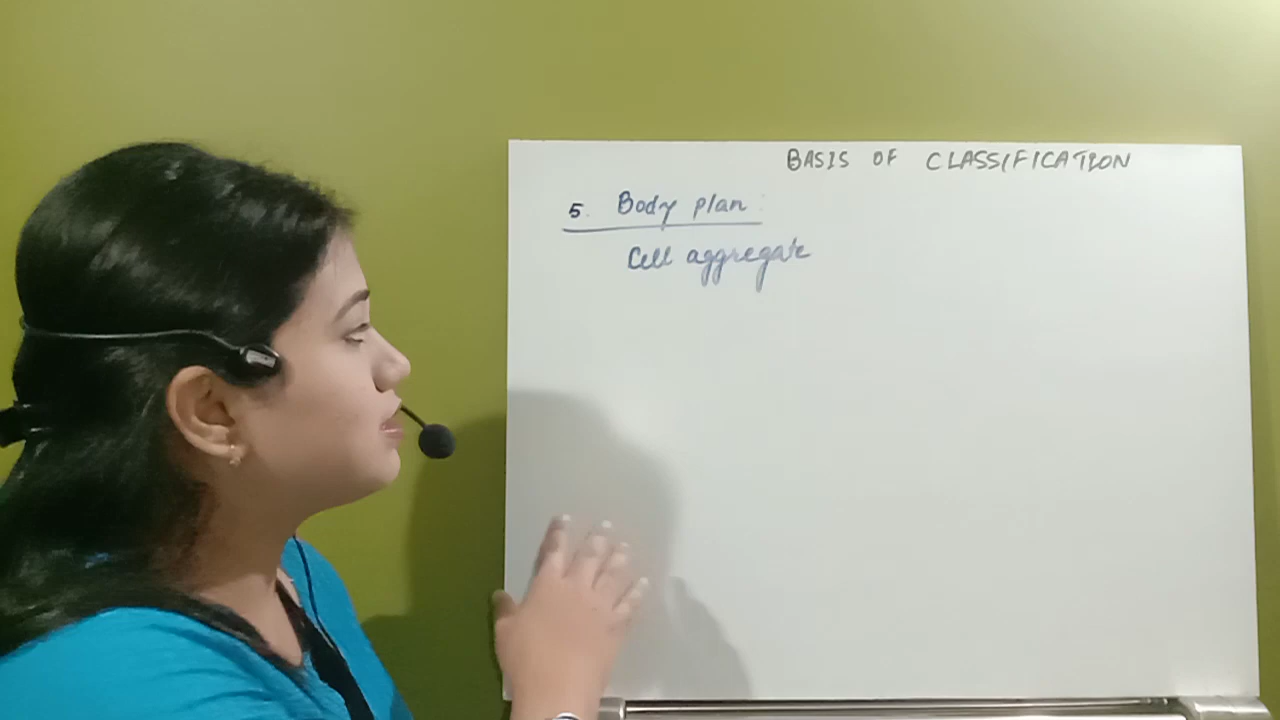 BASIS OF CLASSIFICATION
5. Body plan :
Cell aggregate